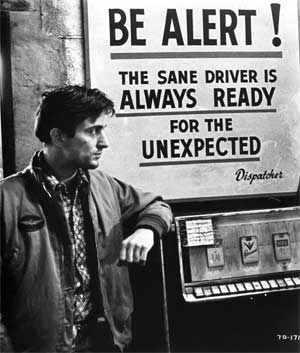 BE ALERT!
THE SANE DRIVER IS
ALWAYS READY
FOR THE
UNEXPECTED
Dispatcher